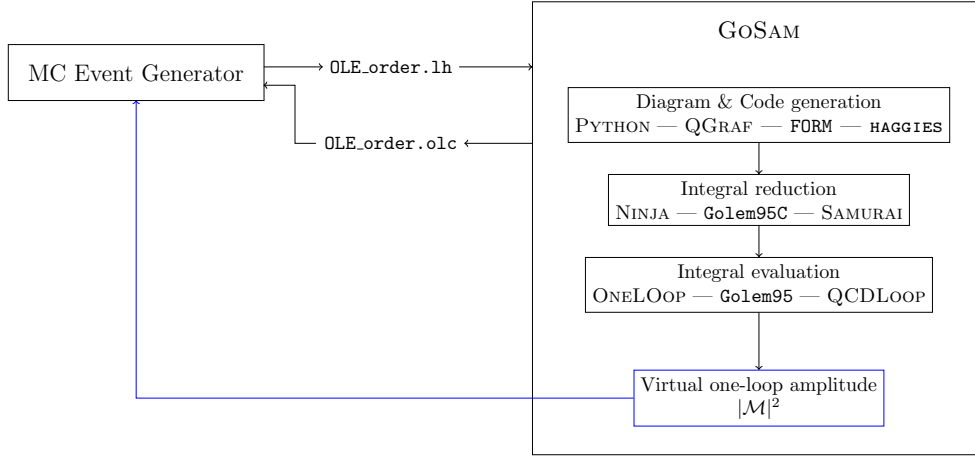 GoSam
MC Event Generator
OLE_order.lh
OLE_order.olc
Diagram & Code generation
Python — QGraf — FORM — haggies
Integral reduction
Ninja — Golem95C — Samurai
Integral evaluation
OneLOop — Golem95 — QCDLoop
Virtual one-loop amplitude
|ℳ|²